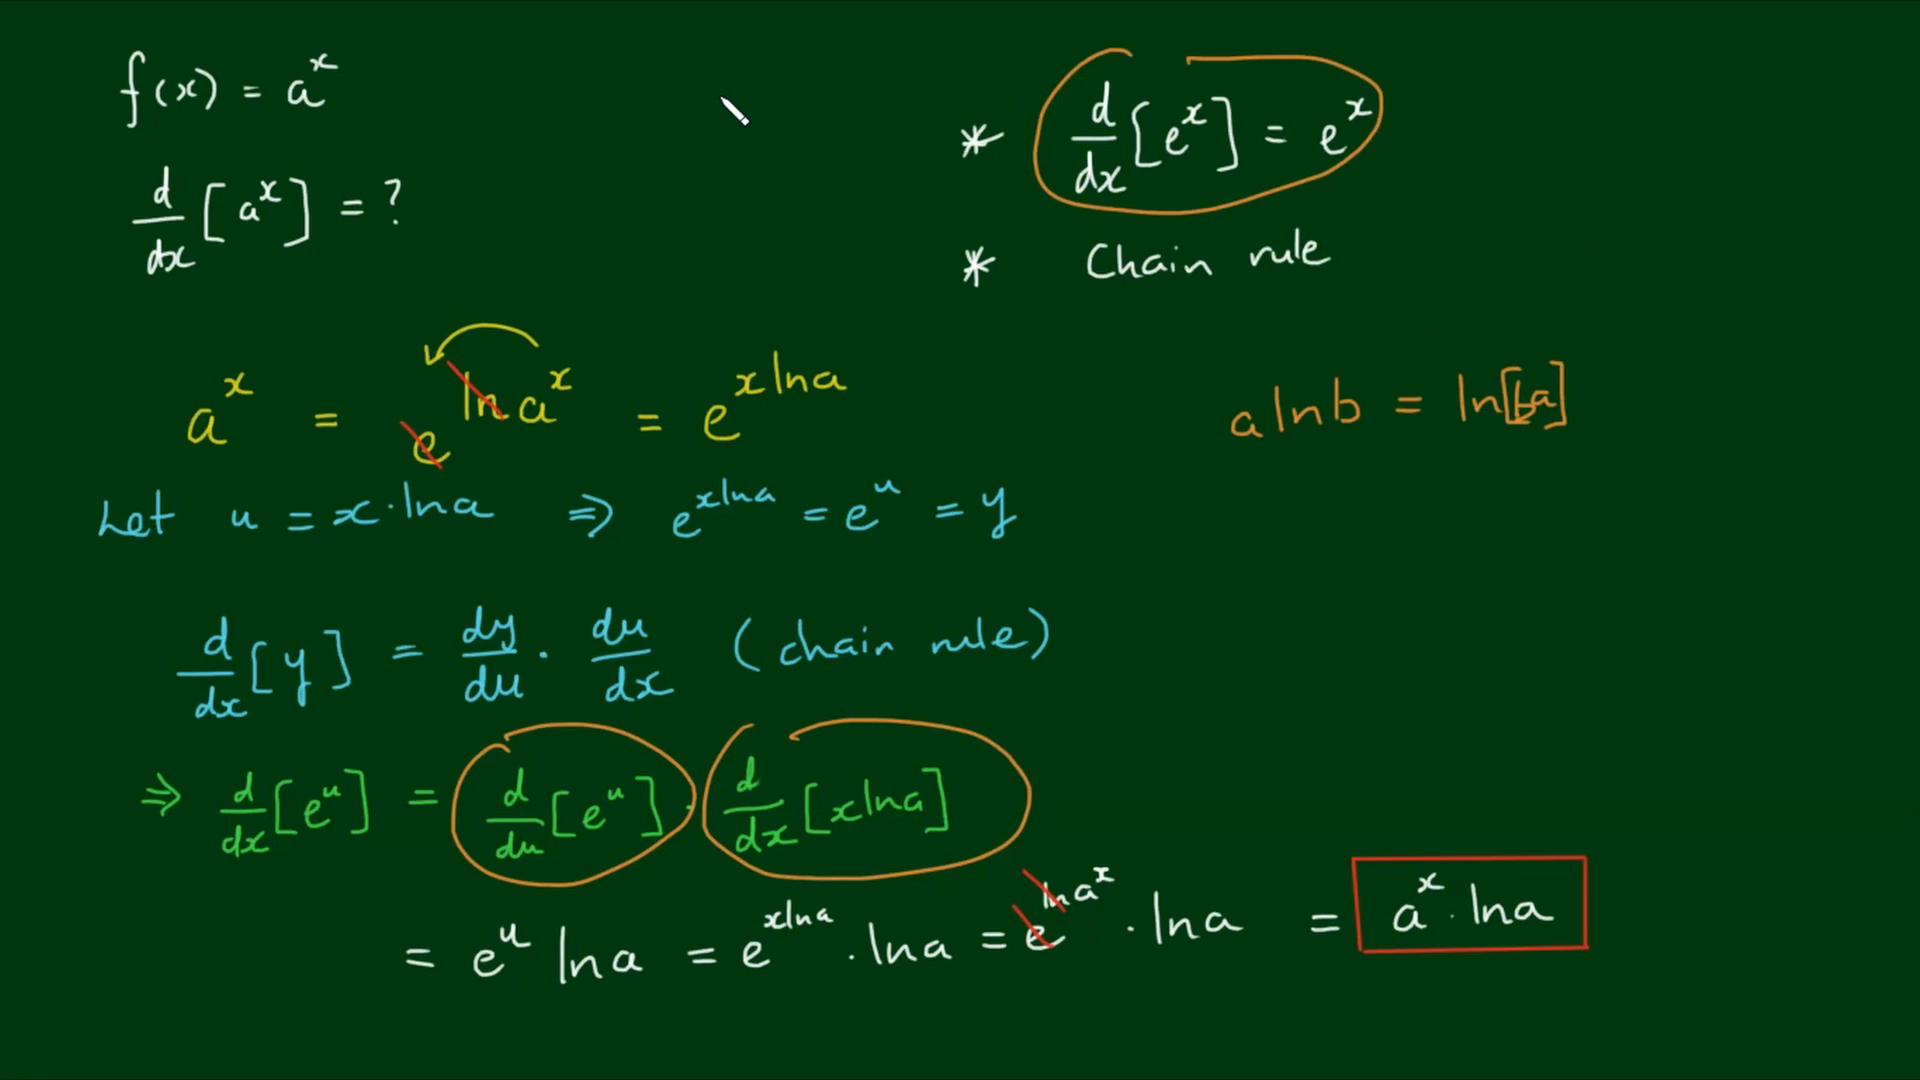 f(x) = a^x
d/dx [a^x] = ?
* d/dx [e^x] = e^x
* Chain rule
a^x = e^(ln a^x) = e^(x ln a)
a ln b = ln[b^a]
Let u = x · ln a ⇒ e^(x ln a) = e^u = y
d/dx [y] = dy/du · du/dx (chain rule)
⇒ d/dx [e^u] = d/du [e^u] · d/dx [x ln a]
= e^u ln a = e^(x ln a) · ln a = e^(ln a^x) · ln a = a^x · ln a